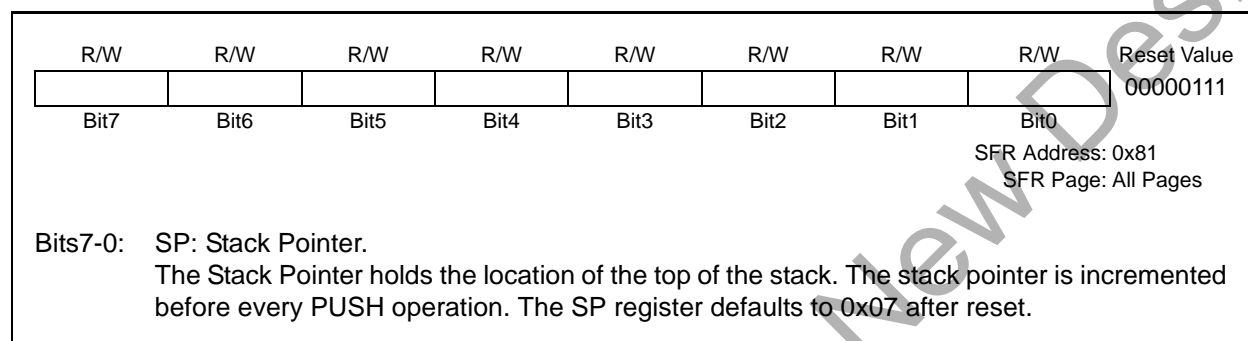 R/W R/W R/W R/W R/W R/W R/W R/W Reset Value
00000111
Bit7 Bit6 Bit5 Bit4 Bit3 Bit2 Bit1 Bit0
SFR Address: 0x81
SFR Page: All Pages
Bits7-0: SP: Stack Pointer.
The Stack Pointer holds the location of the top of the stack. The stack pointer is incremented
before every PUSH operation. The SP register defaults to 0x07 after reset.
New Des